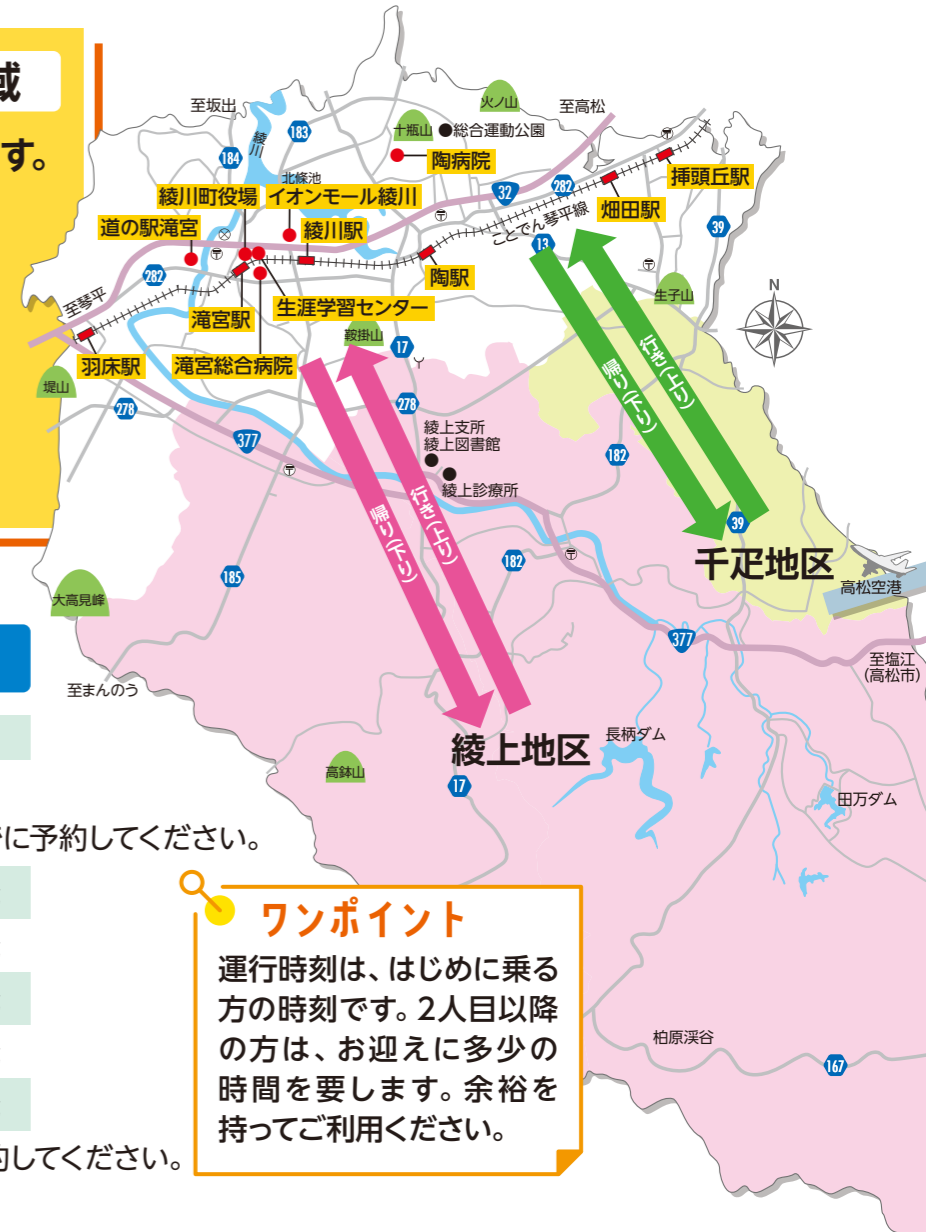 域
す。
至坂出
183
184
綾川
北條池
十瓶山
火ノ山
●総合運動公園
至高松
陶病院
綾川町役場
イオンモール綾川
道の駅滝宮
綾川駅
32
282
ことでん琴平線
畑田駅
挿頭丘駅
39
13
282
至琴平
滝宮駅
生涯学習センター
陶駅
生子山
N
羽床駅
滝宮総合病院
鞍掛山
17
堤山
278
377
278
綾上支所
綾上図書館
綾上診療所
182
帰り(下り)
行き(上り)
帰り(下り)
行き(上り)
39
千疋地区
高松空港
182
185
大高見峰
377
至塩江
(高松市)
至まんのう
綾上地区
長柄ダム
高鉢山
17
田万ダム
に予約してください。
ワンポイント
運行時刻は、はじめに乗る
方の時刻です。2人目以降
の方は、お迎えに多少の
時間を要します。余裕を
持ってご利用ください。
柏原渓谷
167
してください。